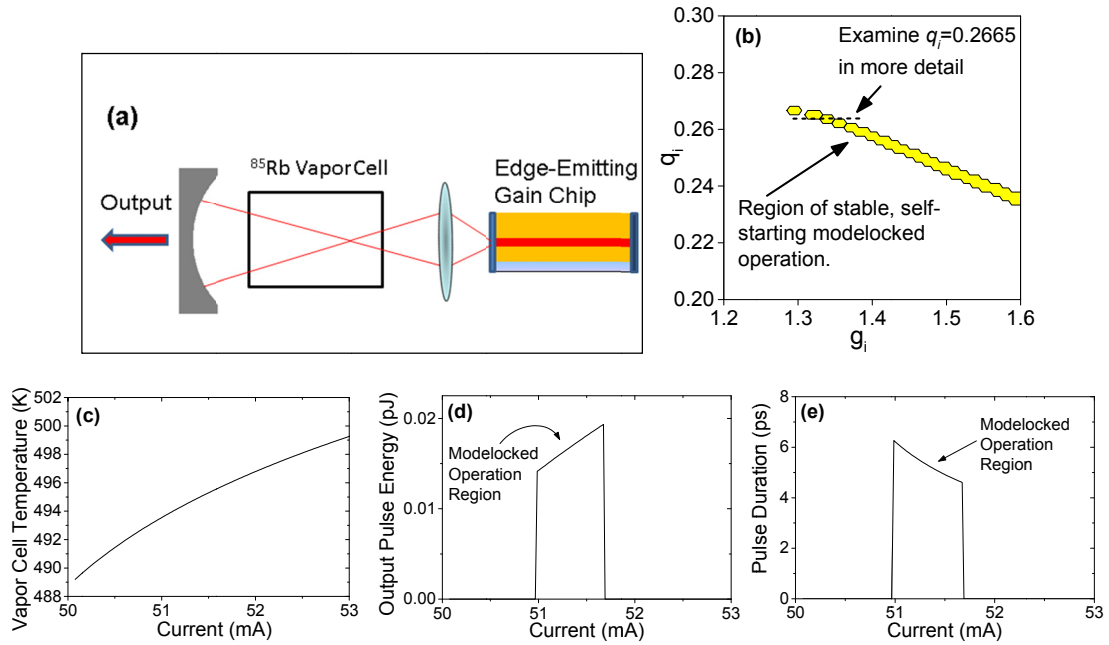 (a)
Output
⁸⁵Rb Vapor Cell
Edge-Emitting
Gain Chip
(b)
Examine qᵢ=0.2665
in more detail
Region of stable, self-
starting modelocked
operation.
0.30
0.28
0.26
0.24
0.22
0.20
qᵢ
1.2 1.3 1.4 1.5 1.6
gᵢ
(c)
Vapor Cell Temperature (K)
502
500
498
496
494
492
490
488
50 51 52 53
Current (mA)
(d)
Output Pulse Energy (pJ)
0.02
0.01
0.00
Modelocked
Operation
Region
50 51 52 53
Current (mA)
(e)
Pulse Duration (ps)
8
6
4
2
0
Modelocked
Operation
Region
50 51 52 53
Current (mA)